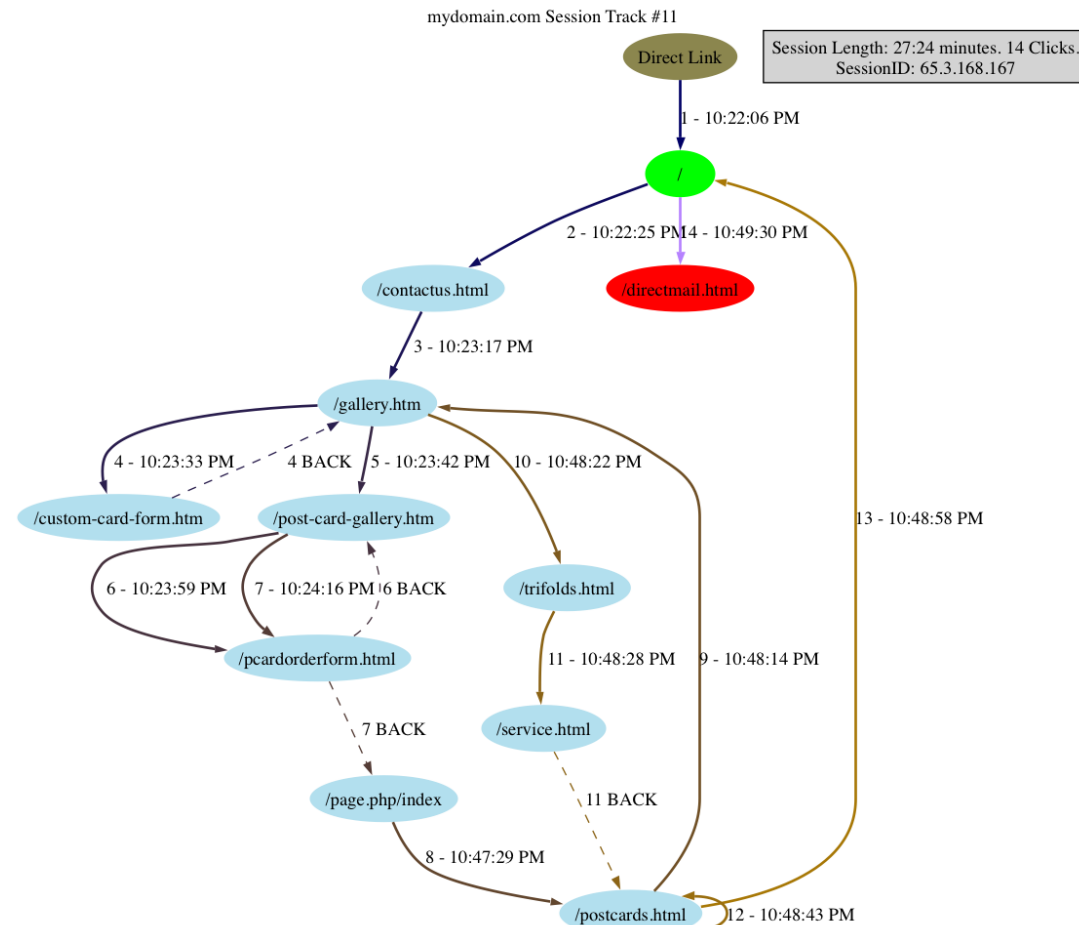 mydomain.com Session Track #11
Direct Link
Session Length: 27:24 minutes. 14 Clicks.
SessionID: 65.3.168.167
1 - 10:22:06 PM
/
2 - 10:22:25 PM
14 - 10:49:30 PM
/contactus.html
/directmail.html
3 - 10:23:17 PM
/gallery.htm
4 - 10:23:33 PM
4 BACK
5 - 10:23:42 PM
10 - 10:48:22 PM
/custom-card-form.htm
/post-card-gallery.htm
13 - 10:48:58 PM
6 - 10:23:59 PM
7 - 10:24:16 PM
6 BACK
/trifolds.html
/pcardorderform.html
11 - 10:48:28 PM
9 - 10:48:14 PM
7 BACK
/service.html
/page.php/index
11 BACK
8 - 10:47:29 PM
/postcards.html
12 - 10:48:43 PM